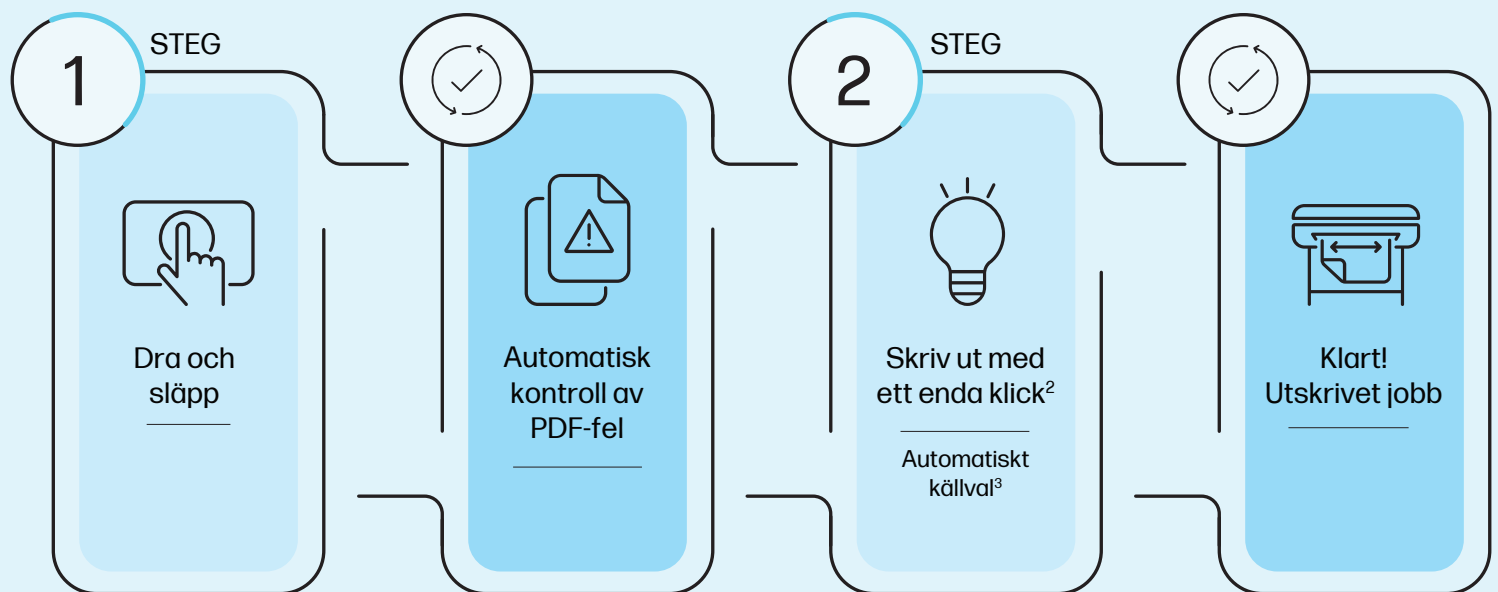 1
STEG
Dra och
släpp
Automatisk
kontroll av
PDF-fel
2
STEG
Skriv ut med
ett enda klick²
Automatiskt
källval³
Klart!
Utskrivet jobb